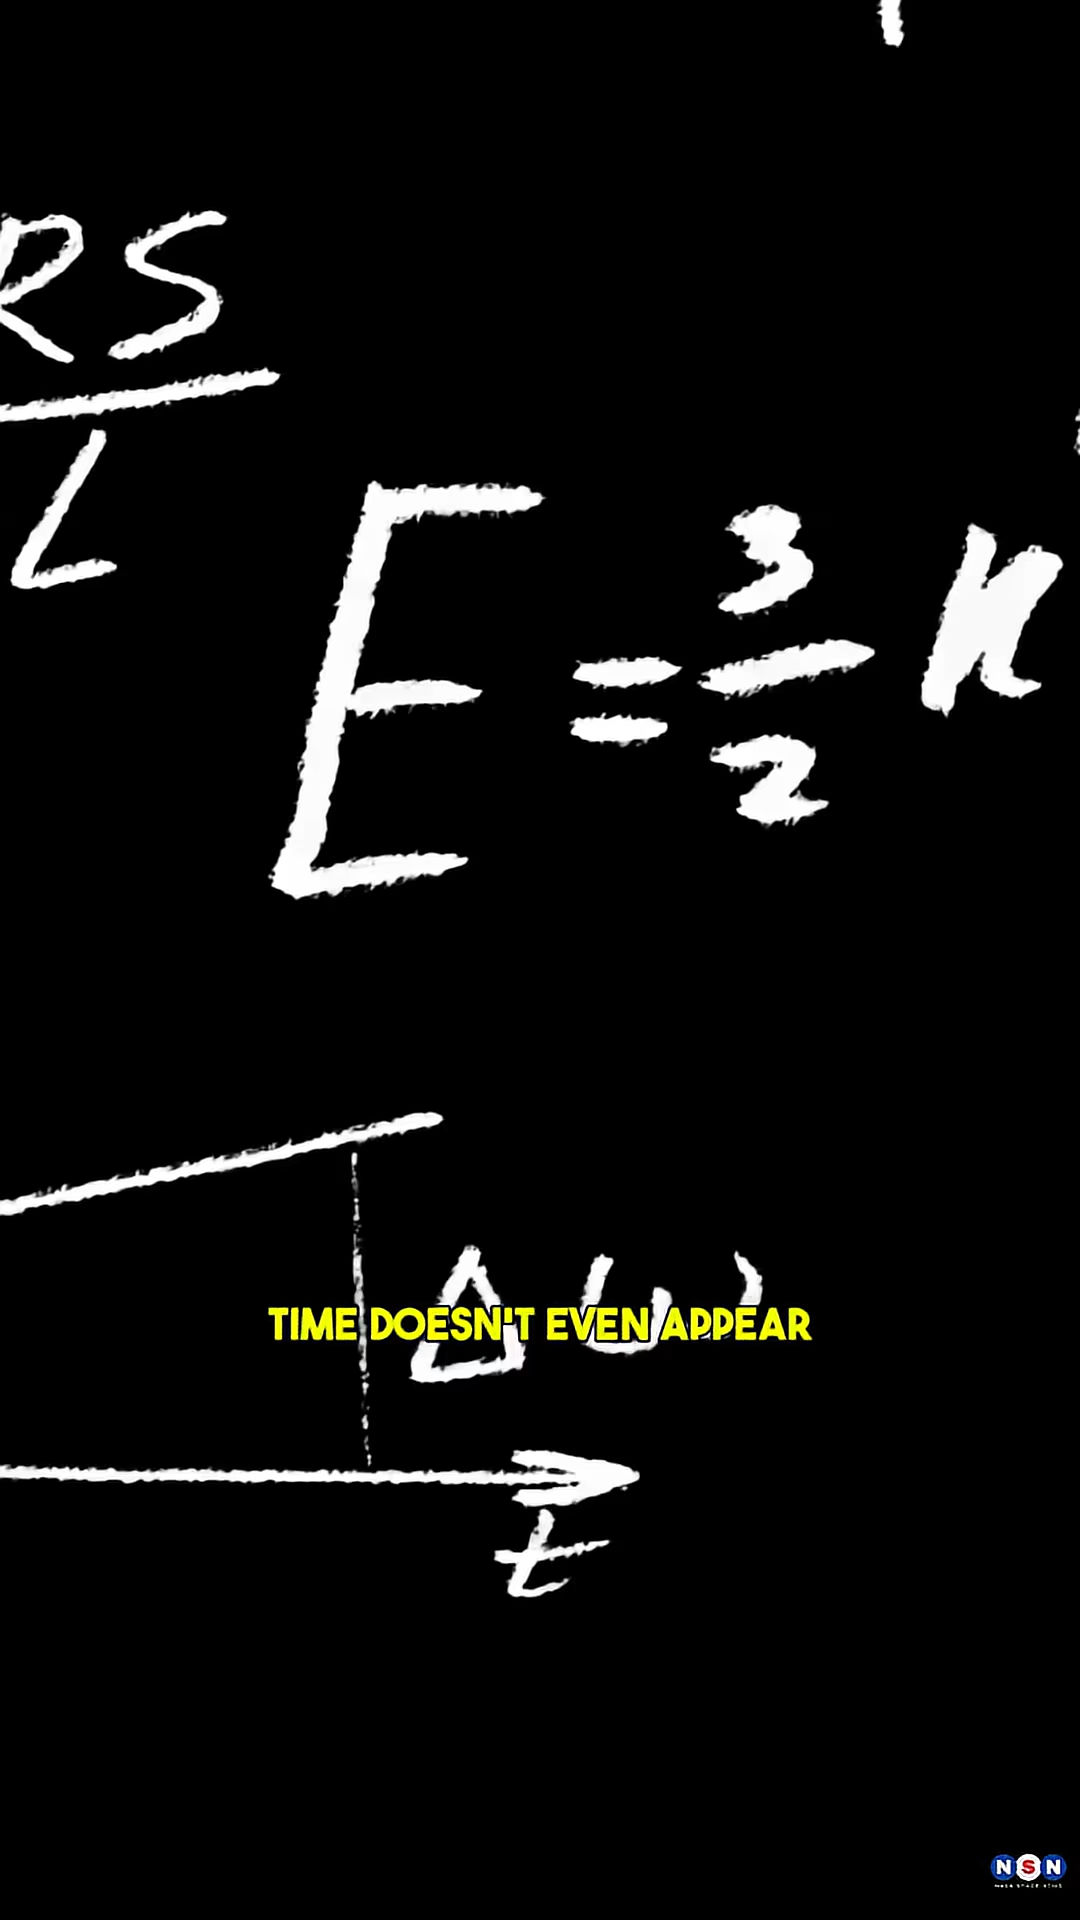 RS
L
E = 3/2 k
Δω
TIME DOESN'T EVEN APPEAR
t
NSN